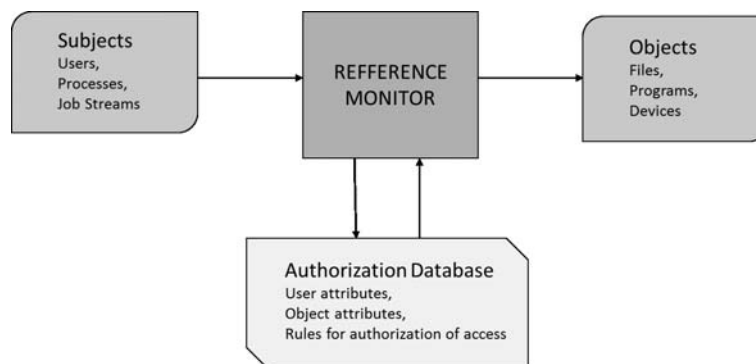 Subjects
Users,
Processes,
Job Streams
REFFERENCE
MONITOR
Objects
Files,
Programs,
Devices
Authorization Database
User attributes,
Object attributes,
Rules for authorization of access